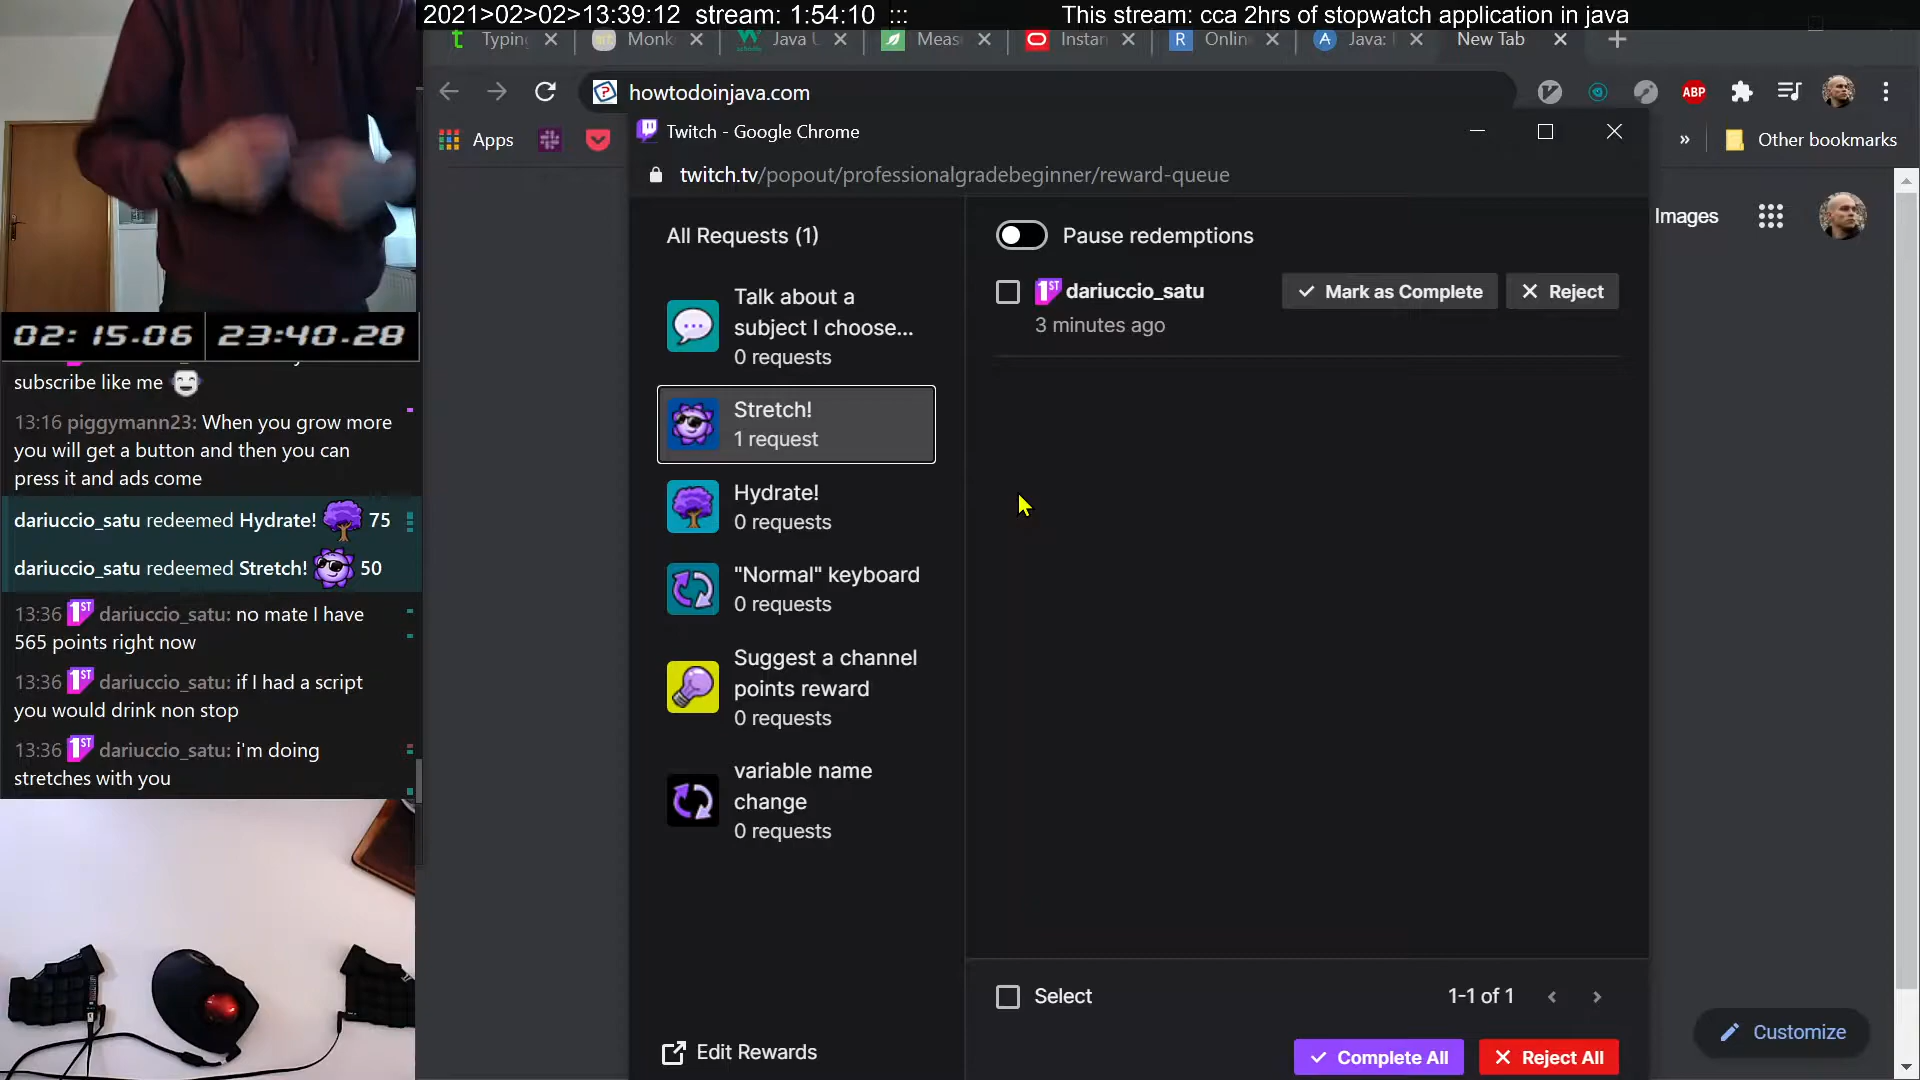 2021>02>02>13:39:12 stream: 1:54:10 :::
This stream: cca 2hrs of stopwatch application in java
Typing
Monk
Java U
Meas
Instan
Onlin
Java:
New Tab
howtodoinjava.com
ABP
Apps
Other bookmarks
Twitch - Google Chrome
twitch.tv/popout/professionalgradebeginner/reward-queue
Images
All Requests (1)
Talk about a
subject I choose...
0 requests
Stretch!
1 request
Hydrate!
0 requests
"Normal" keyboard
0 requests
Suggest a channel
points reward
0 requests
variable name
change
0 requests
Edit Rewards
Pause redemptions
1ST dariuccio_satu
3 minutes ago
Mark as Complete
Reject
Select
1-1 of 1
Complete All
Reject All
Customize
02:15.06
23:40.28
subscribe like me
13:16 piggymann23: When you grow more
you will get a button and then you can
press it and ads come
dariuccio_satu redeemed Hydrate! 75
dariuccio_satu redeemed Stretch! 50
13:36 1ST dariuccio_satu: no mate I have
565 points right now
13:36 1ST dariuccio_satu: if I had a script
you would drink non stop
13:36 1ST dariuccio_satu: i'm doing
stretches with you